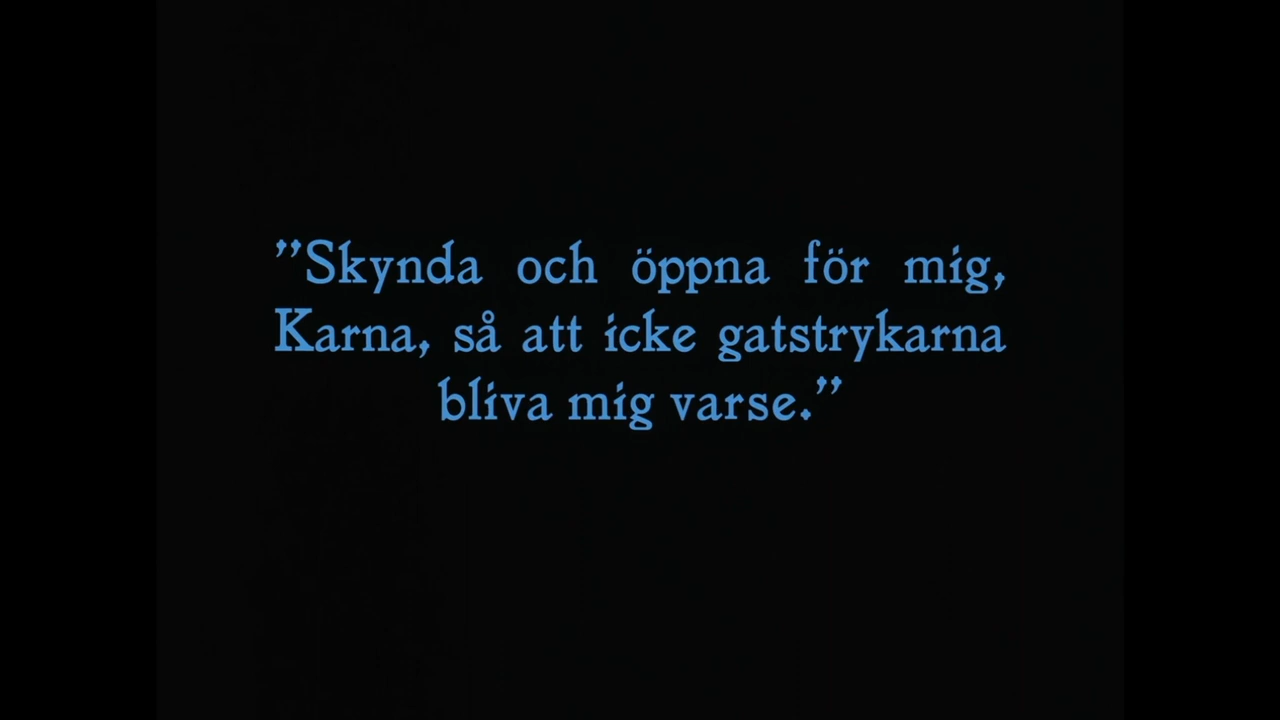 ”Skynda och öppna för mig,
Karna, så att icke gatstrykarna
bliva mig varse.”